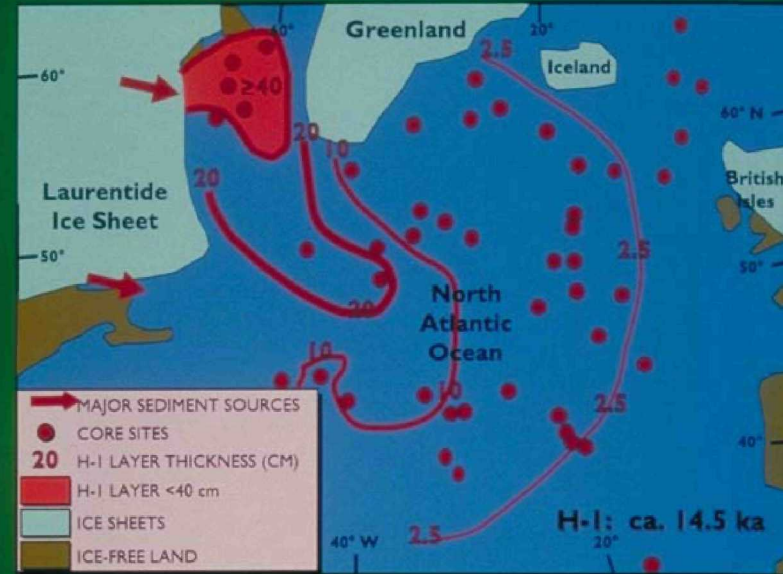 60°
20°
Greenland
2.5
Iceland
60°
≥40
60° N
20
10
20
Laurentide
Ice Sheet
British
Isles
50°
2.5
50°
20
North
Atlantic
Ocean
10
10
2.5
40°
2.5
40° W
20°
H-1: ca. 14.5 ka
MAJOR SEDIMENT SOURCES
CORE SITES
20 H-1 LAYER THICKNESS (CM)
H-1 LAYER <40 cm
ICE SHEETS
ICE-FREE LAND